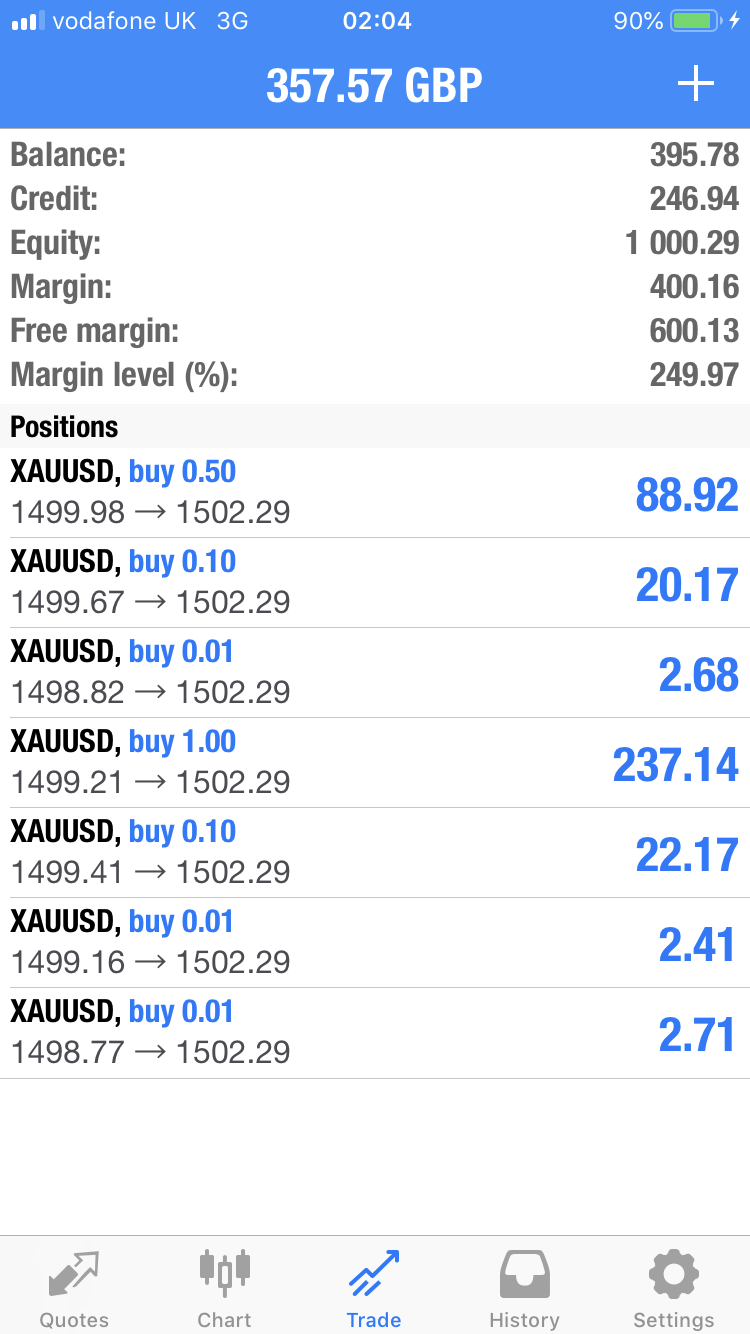 vodafone UK 3G 02:04 90%
357.57 GBP
Balance: 395.78
Credit: 246.94
Equity: 1 000.29
Margin: 400.16
Free margin: 600.13
Margin level (%): 249.97
Positions
XAUUSD, buy 0.50
1499.98 → 1502.29 88.92
XAUUSD, buy 0.10
1499.67 → 1502.29 20.17
XAUUSD, buy 0.01
1498.82 → 1502.29 2.68
XAUUSD, buy 1.00
1499.21 → 1502.29 237.14
XAUUSD, buy 0.10
1499.41 → 1502.29 22.17
XAUUSD, buy 0.01
1499.16 → 1502.29 2.41
XAUUSD, buy 0.01
1498.77 → 1502.29 2.71
Quotes Chart Trade History Settings